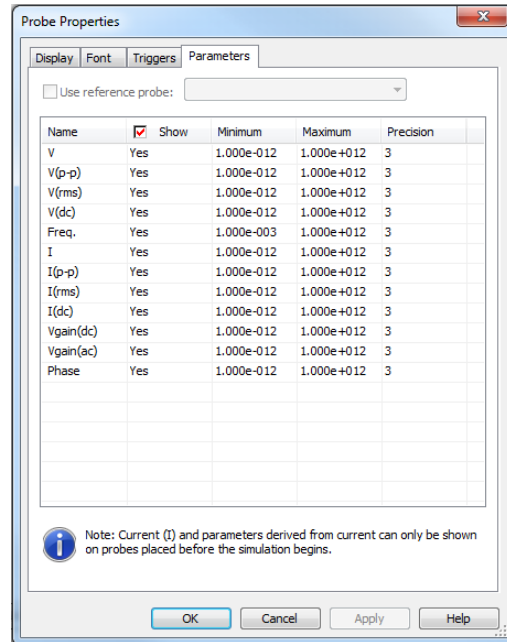 Probe Properties
x
Display Font Triggers Parameters
Use reference probe:
Name Show Minimum Maximum Precision
V Yes 1.000e-012 1.000e+012 3
V(p-p) Yes 1.000e-012 1.000e+012 3
V(rms) Yes 1.000e-012 1.000e+012 3
V(dc) Yes 1.000e-012 1.000e+012 3
Freq. Yes 1.000e-003 1.000e+012 3
I Yes 1.000e-012 1.000e+012 3
I(p-p) Yes 1.000e-012 1.000e+012 3
I(rms) Yes 1.000e-012 1.000e+012 3
I(dc) Yes 1.000e-012 1.000e+012 3
Vgain(dc) Yes 1.000e-012 1.000e+012 3
Vgain(ac) Yes 1.000e-012 1.000e+012 3
Phase Yes 1.000e-012 1.000e+012 3
Note: Current (I) and parameters derived from current can only be shown
on probes placed before the simulation begins.
OK Cancel Apply Help